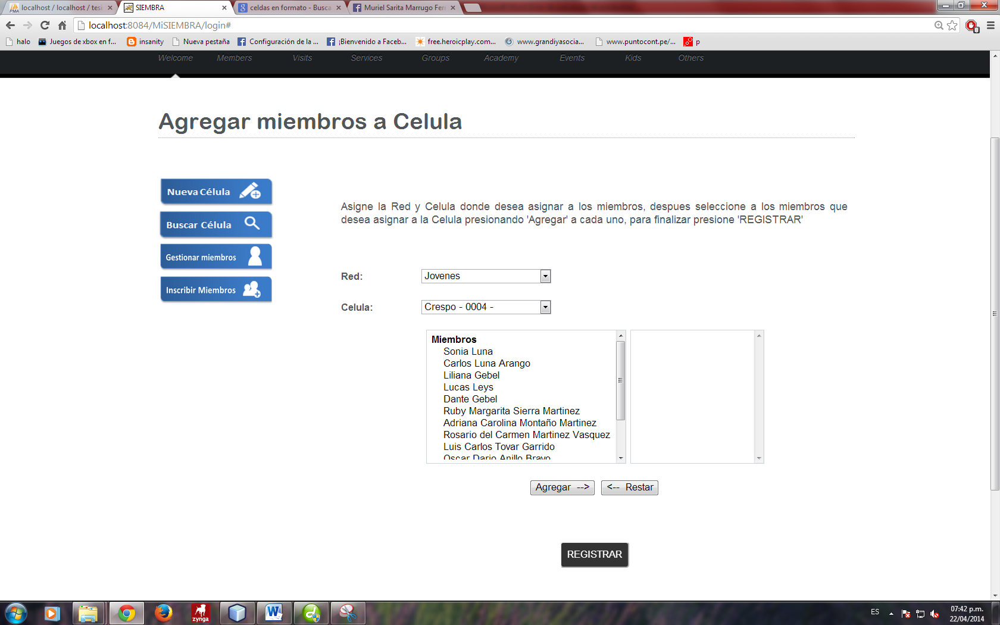 localhost / localhost / tesi
SIEMBRA
celdas en formato - Busca
Muriel Sarita Marrugo Ferr
localhost:8084/MiSIEMBRA/login#
halo
Juegos de xbox en f...
insanity
Nueva pestaña
Configuración de la ...
¡Bienvenido a Faceb...
free.heroicplay.com...
www.grandiyasocia...
www.puntocont.pe/...
p
Welcome
Members
Visits
Services
Groups
Academy
Events
Kids
Others
Agregar miembros a Celula
Nueva Célula
Buscar Célula
Gestionar miembros
Inscribir Miembros
Asigne la Red y Celula donde desea asignar a los miembros, despues seleccione a los miembros que
desea asignar a la Celula presionando 'Agregar' a cada uno, para finalizar presione 'REGISTRAR'
Red:
Jovenes
Celula:
Crespo - 0004 -
Miembros
Sonia Luna
Carlos Luna Arango
Liliana Gebel
Lucas Leys
Dante Gebel
Ruby Margarita Sierra Martinez
Adriana Carolina Montaño Martinez
Rosario del Carmen Martinez Vasquez
Luis Carlos Tovar Garrido
Oscar Dario Anillo Bravo
Agregar -->
<-- Restar
REGISTRAR
zynga
ES
07:42 p.m.
22/04/2014